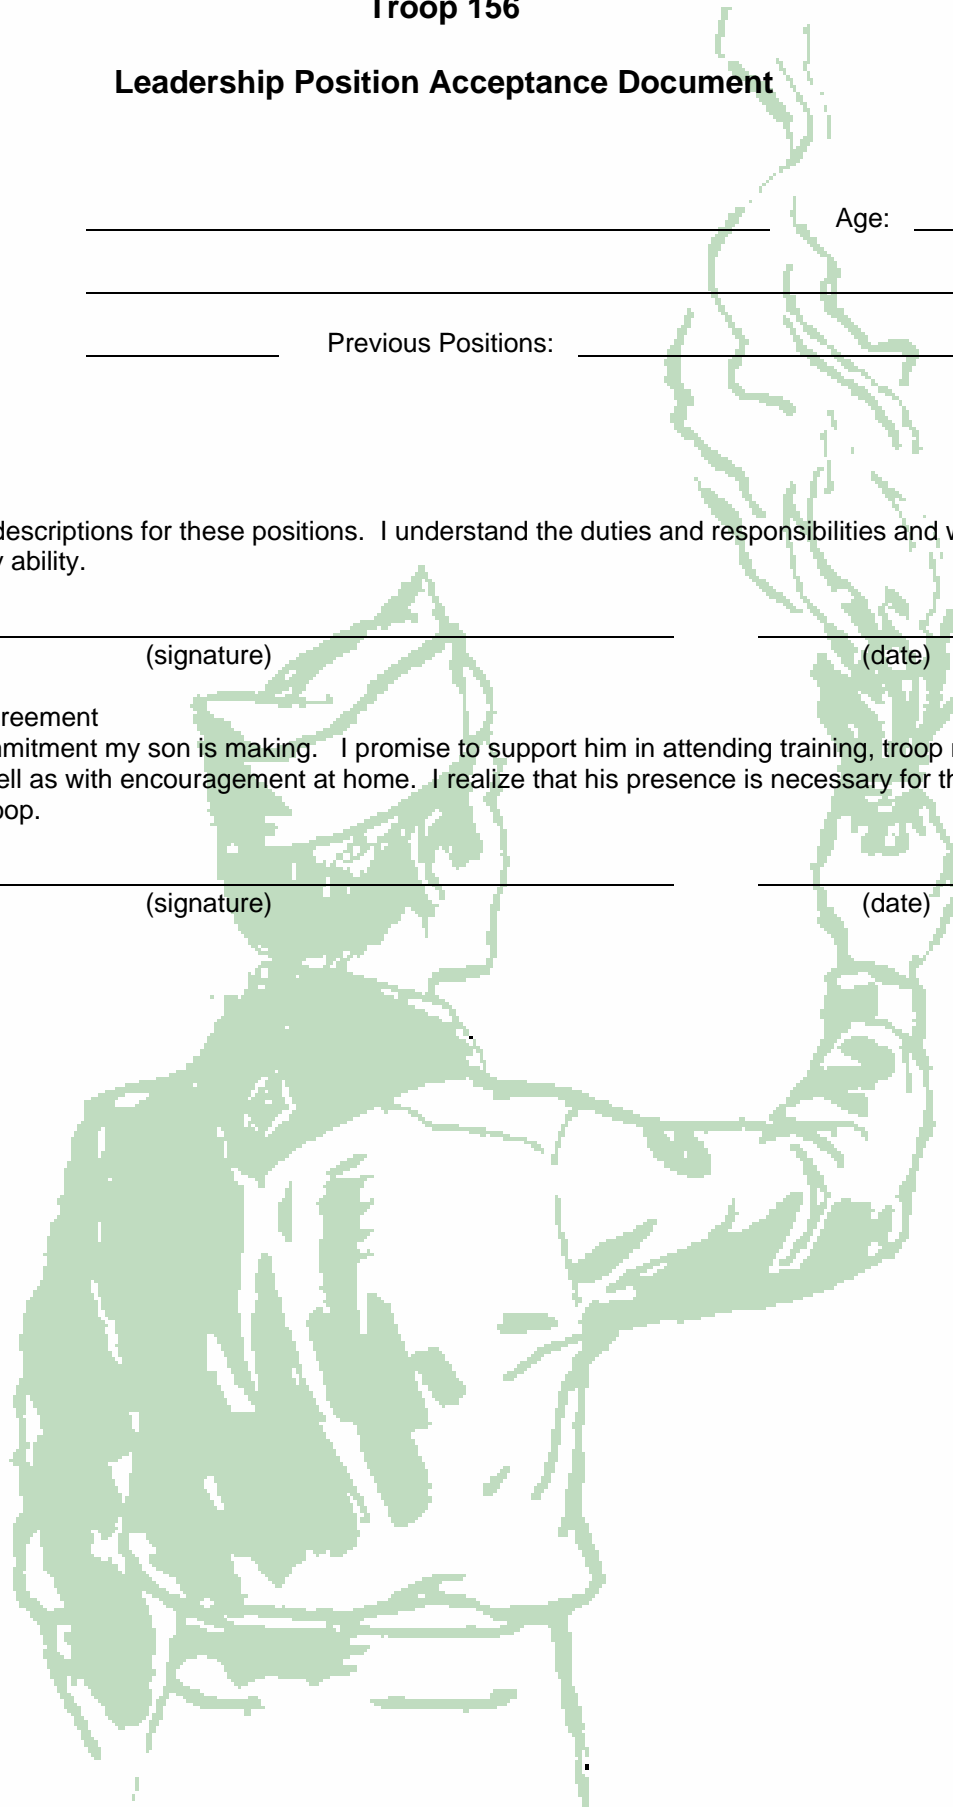 Troop 156
Leadership Position Acceptance Document
Age:
Previous Positions:
descriptions for these positions.  I understand the duties and responsibilities and
ability.
(signature) (date)
reement
mitment my son is making.   I promise to support him in attending training, troop
ell as with encouragement at home.  I realize that his presence is necessary for
oop.
(signature) (date)